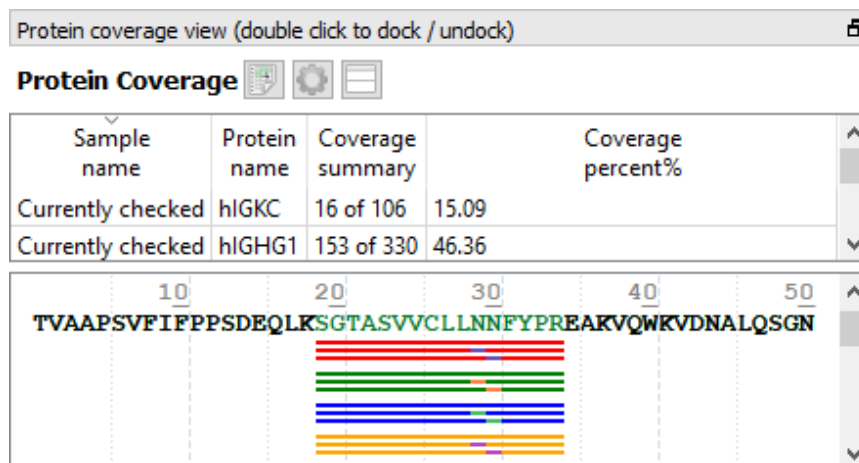 Protein coverage view (double click to dock / undock)
Protein Coverage
Sample name Protein name Coverage summary Coverage percent%
Currently checked hIGKC 16 of 106 15.09
Currently checked hIGHG1 153 of 330 46.36
10 20 30 40 50
TVAAPSVFIFPPSDEQLKSGTASVVCLLNNFYPREAKVQWKVDNALQSGN